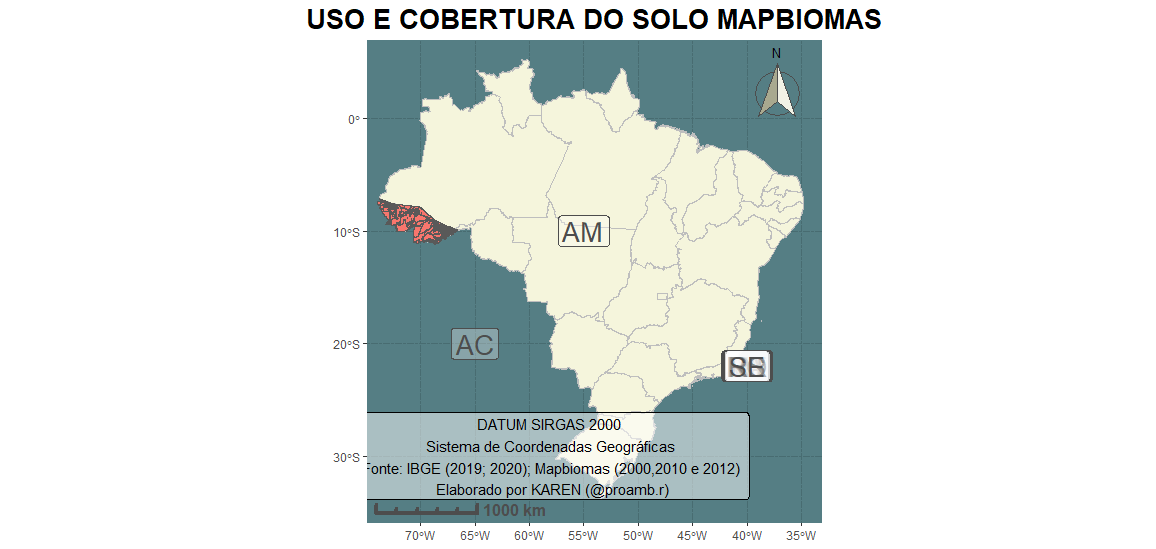 USO E COBERTURA DO SOLO MAPBIOMAS
N
0°
10°S
AM
20°S
AC
SE
DATUM SIRGAS 2000
Sistema de Coordenadas Geográficas
30°S
Fonte: IBGE (2019; 2020); Mapbiomas (2000,2010 e 2012)
Elaborado por KAREN (@proamb.r)
1000 km
70°W 65°W 60°W 55°W 50°W 45°W 40°W 35°W